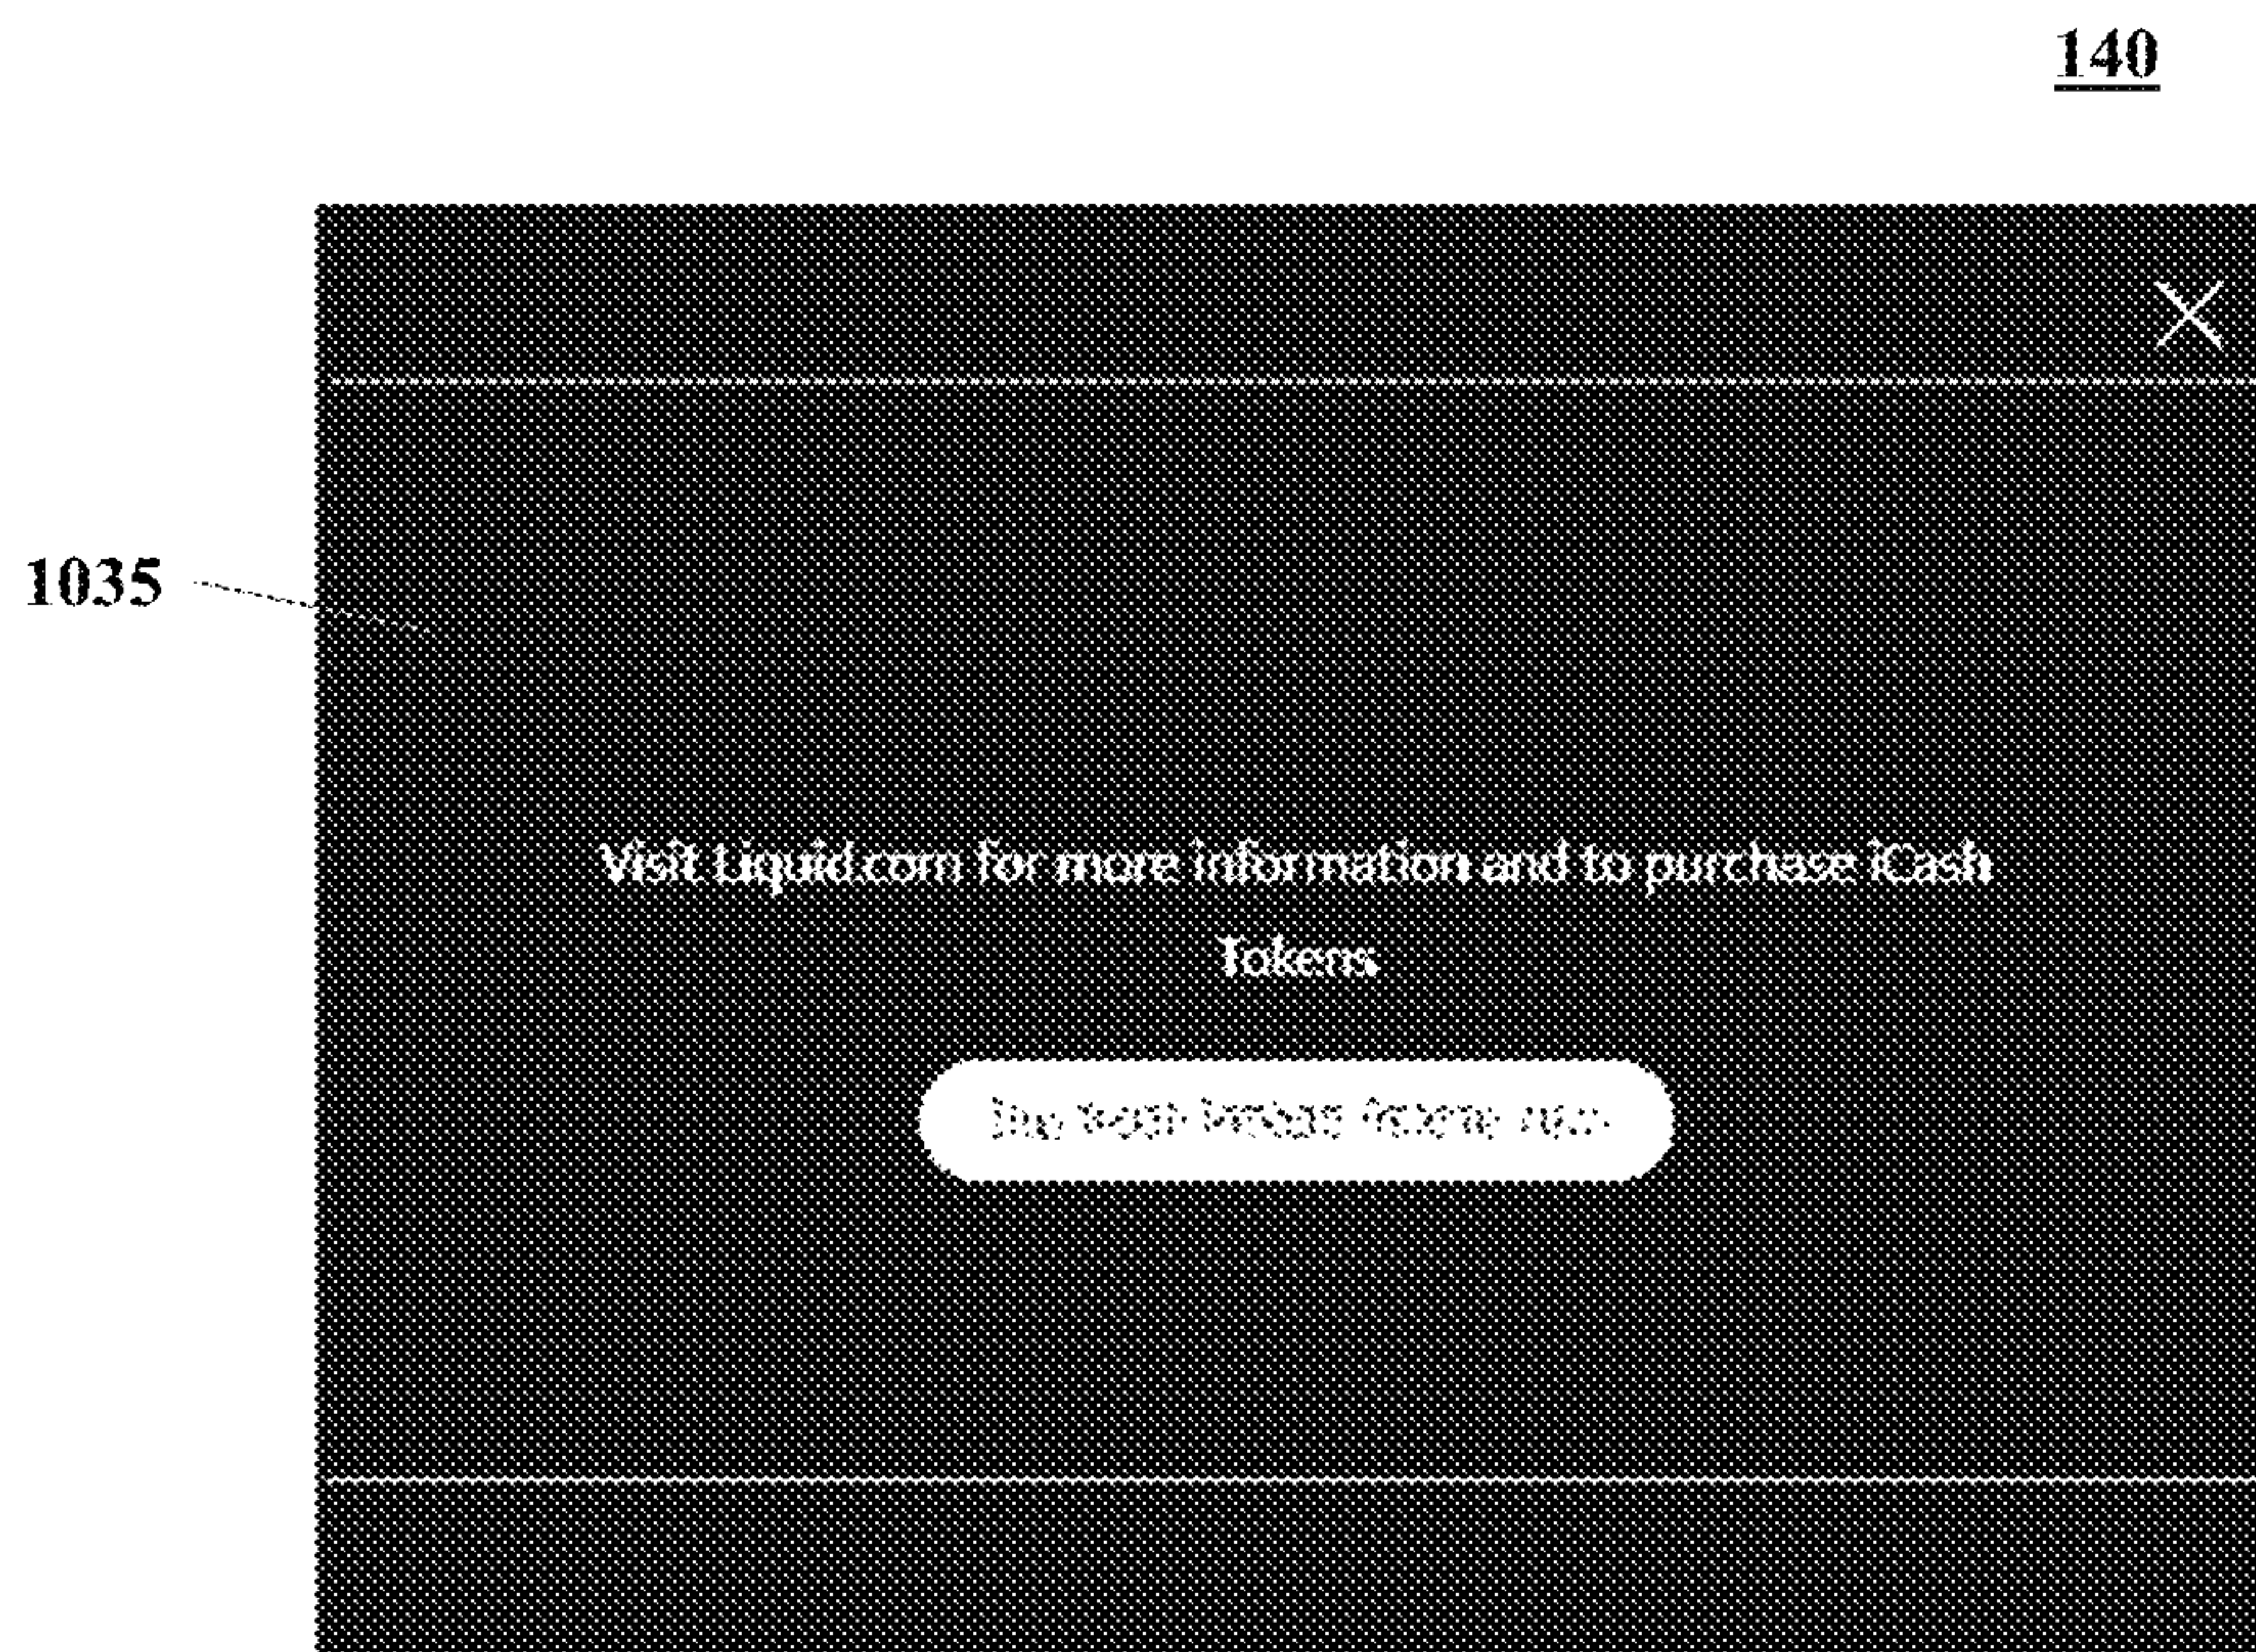 140
1035
Visit Liquid.com for more information and to purchase iCash
Tokens